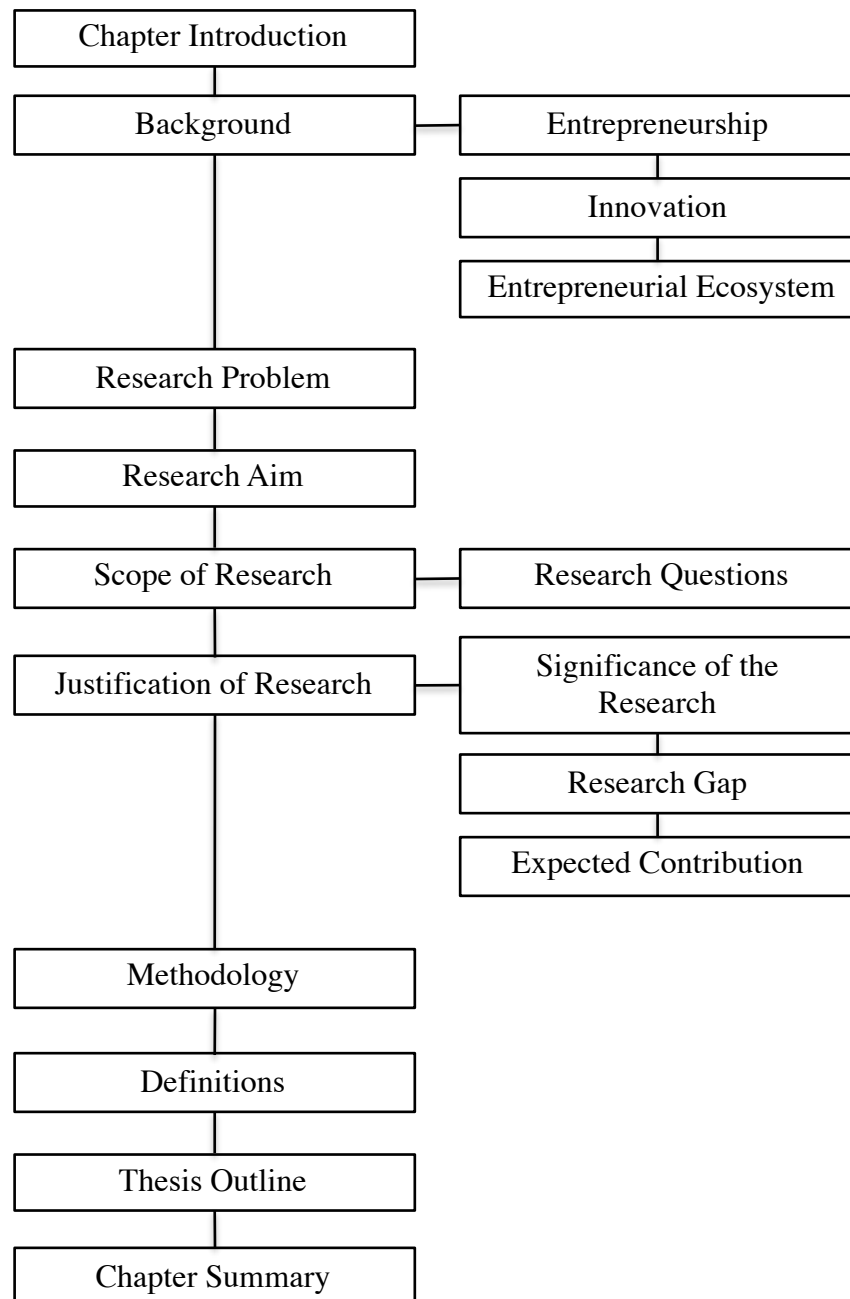 Chapter Introduction
Background
Entrepreneurship
Innovation
Entrepreneurial Ecosystem
Research Problem
Research Aim
Scope of Research
Research Questions
Justification of Research
Significance of the
Research
Research Gap
Expected Contribution
Methodology
Definitions
Thesis Outline
Chapter Summary